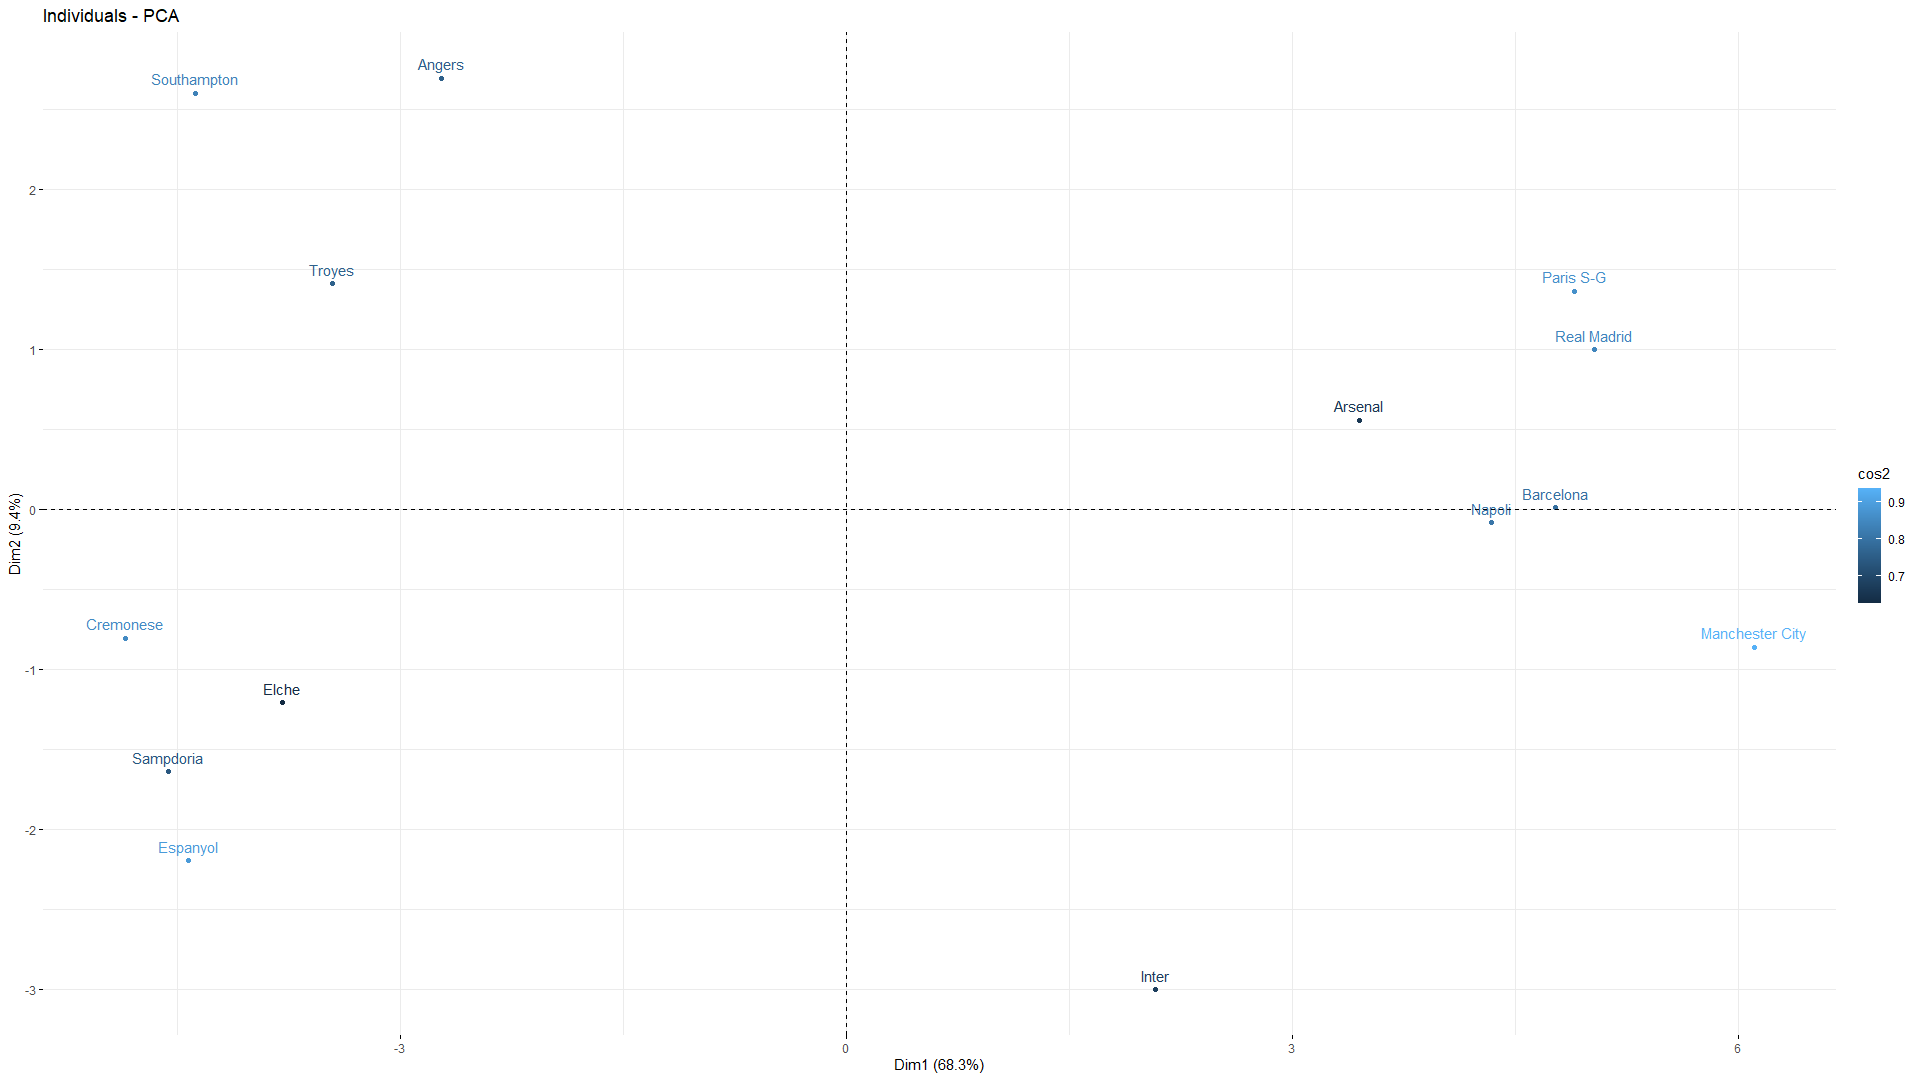 Individuals - PCA
Angers
Southampton
Troyes
Paris S-G
Real Madrid
Arsenal
Barcelona
Napoli
Cremonese
Manchester City
Elche
Sampdoria
Espanyol
Inter
2
1
0
-1
-2
-3
Dim2 (9.4%)
-3
0
3
6
Dim1 (68.3%)
cos2
0.9
0.8
0.7